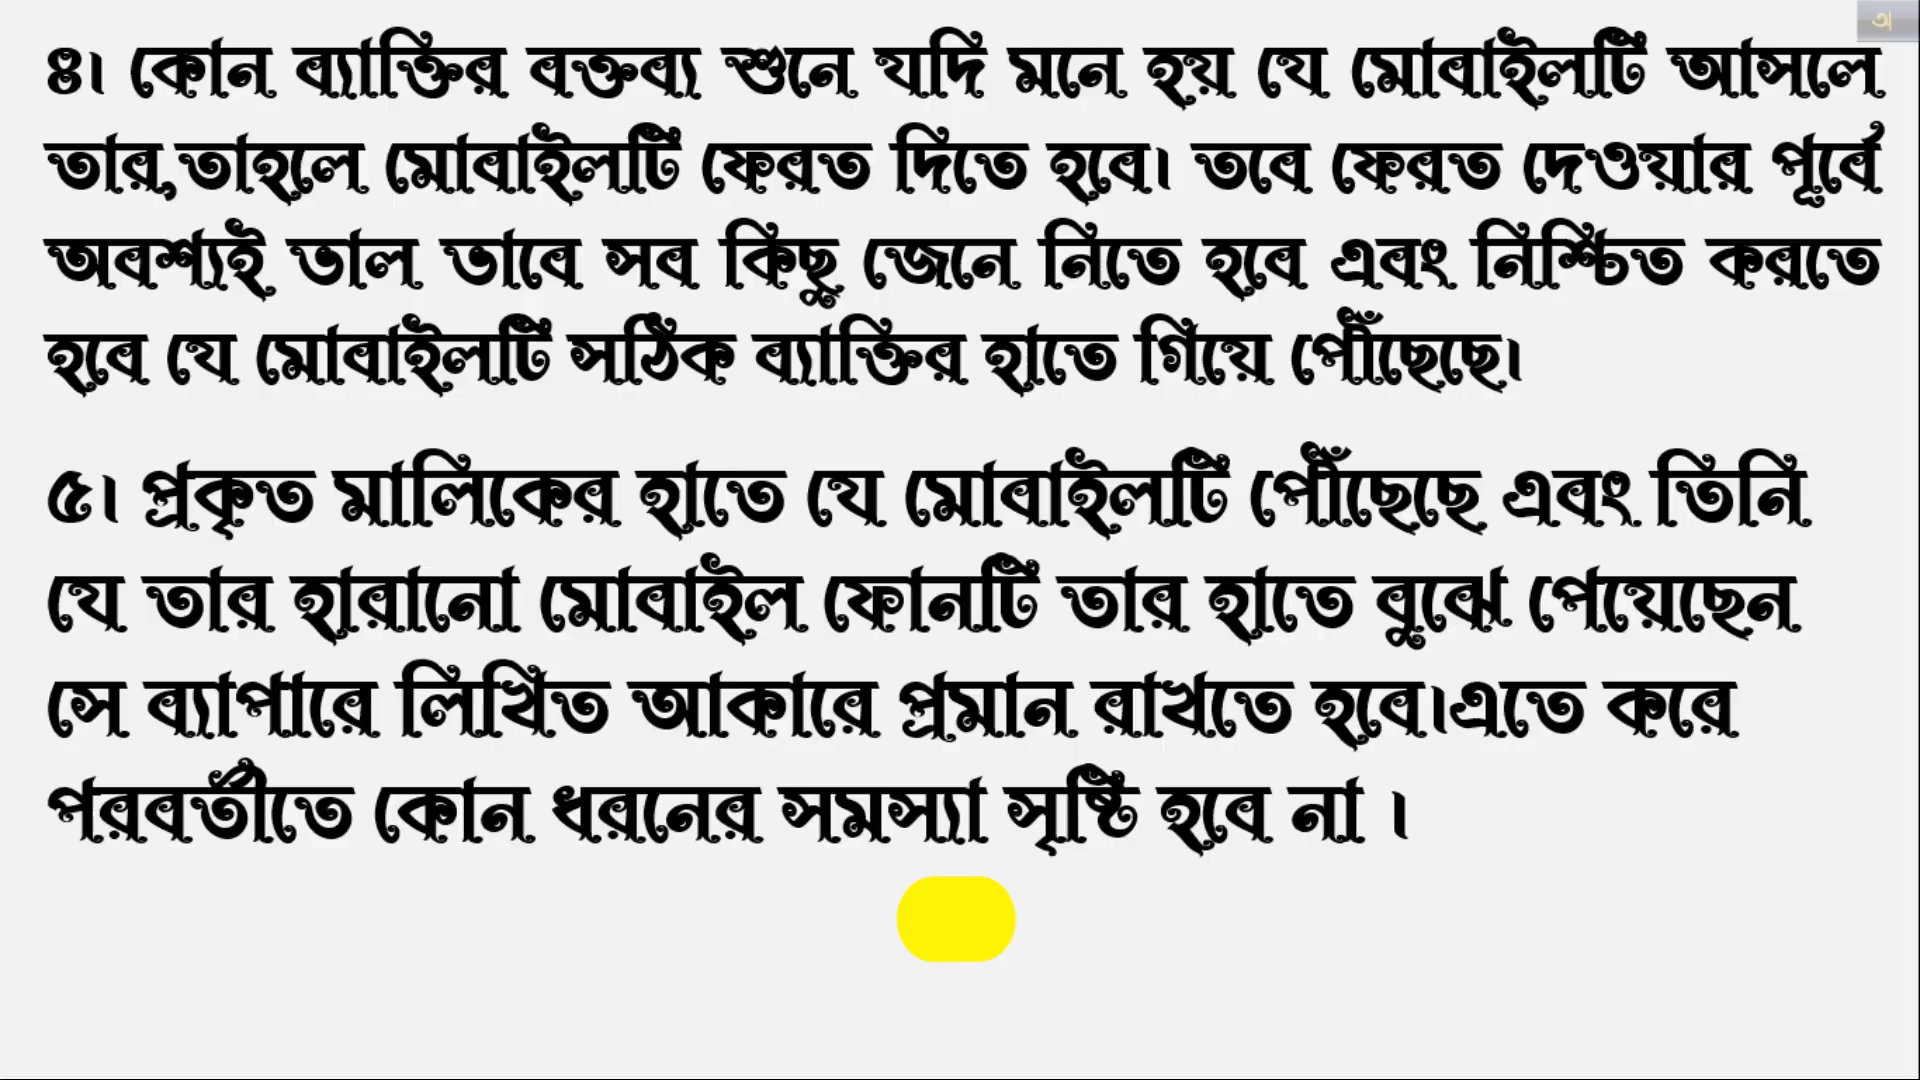 ৪। কোন ব্যাক্তির বক্তব্য শুনে যদি মনে হয় যে মোবাইলটি আসলে
তার,তাহলে মোবাইলটি ফেরত দিতে হবে। তবে ফেরত দেওয়ার পূর্বে
অবশ্যই ভাল ভাবে সব কিছু জেনে নিতে হবে এবং নিশ্চিত করতে
হবে যে মোবাইলটি সঠিক ব্যাক্তির হাতে গিয়ে পৌঁছেছে।
৫। প্রকৃত মালিকের হাতে যে মোবাইলটি পৌঁছেছে এবং তিনি
যে তার হারানো মোবাইল ফোনটি তার হাতে বুঝে পেয়েছেন
সে ব্যাপারে লিখিত আকারে প্রমান রাখতে হবে।এতে করে
পরবর্তীতে কোন ধরনের সমস্যা সৃষ্টি হবে না ।
অ